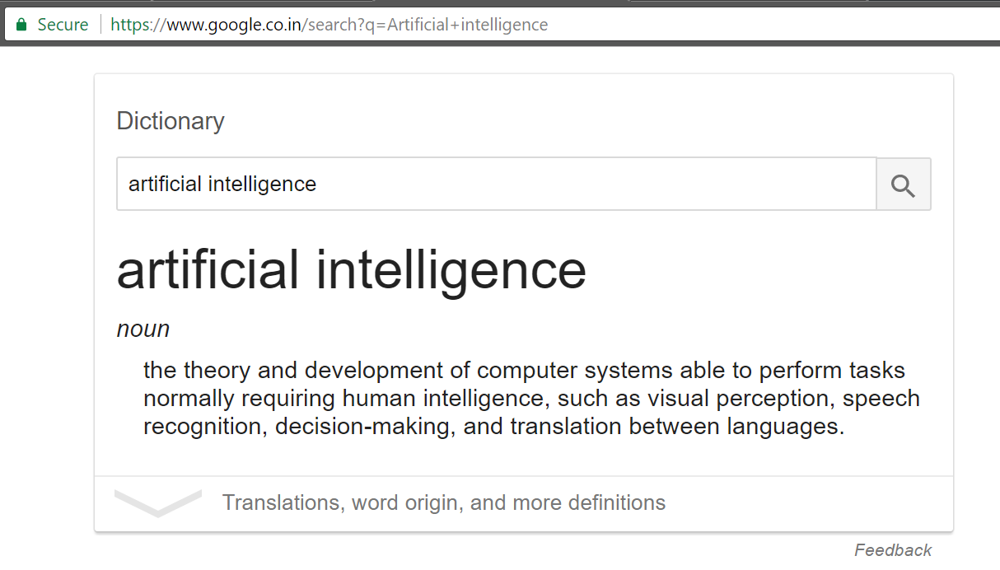 Secure https://www.google.co.in/search?q=Artificial+intelligence
Dictionary
artificial intelligence
artificial intelligence
noun
the theory and development of computer systems able to perform tasks
normally requiring human intelligence, such as visual perception, speech
recognition, decision-making, and translation between languages.
Translations, word origin, and more definitions
Feedback